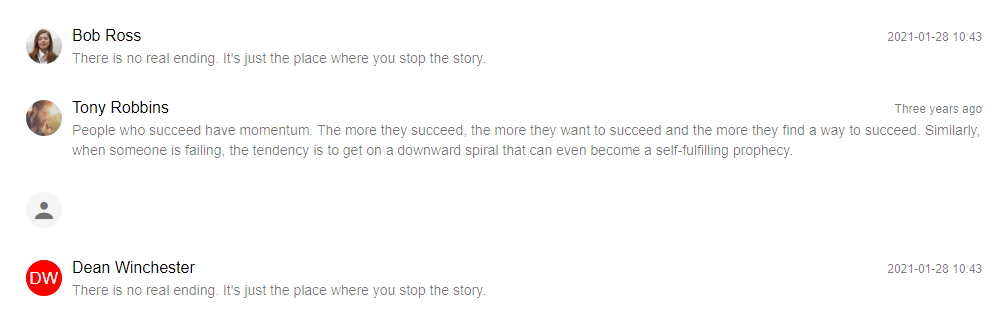 Bob Ross 2021-01-28 10:43
There is no real ending. It's just the place where you stop the story.
Tony Robbins Three years ago
People who succeed have momentum. The more they succeed, the more they want to succeed and the more they find a way to succeed. Similarly,
when someone is failing, the tendency is to get on a downward spiral that can even become a self-fulfilling prophecy.
DW Dean Winchester 2021-01-28 10:43
There is no real ending. It's just the place where you stop the story.